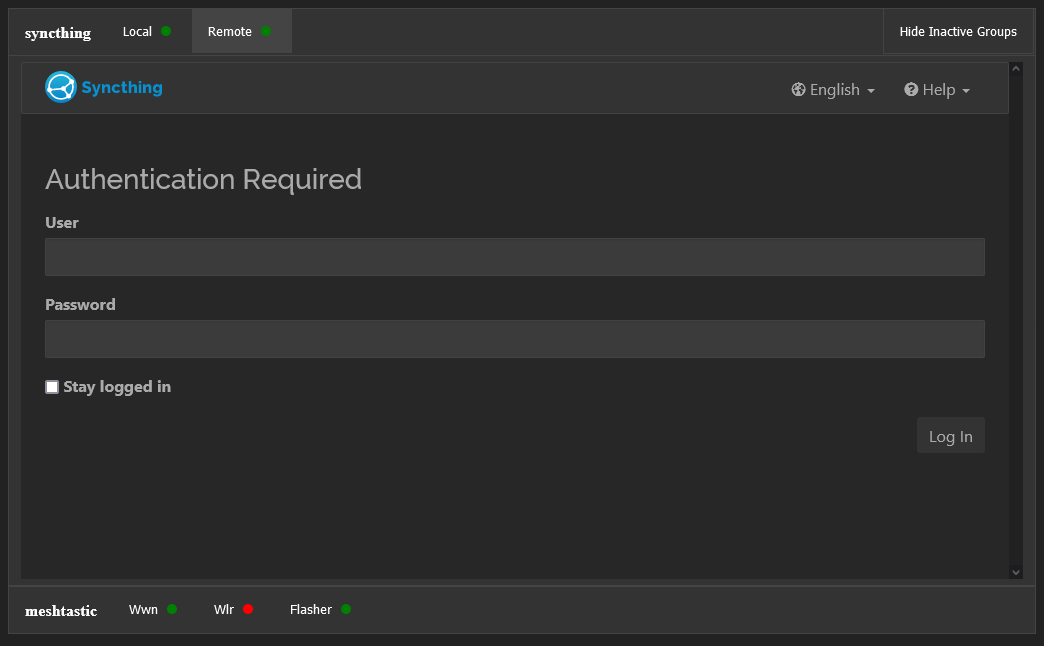 syncthing Local Remote Hide Inactive Groups
Syncthing English Help
Authentication Required
User
Password
Stay logged in
Log In
meshtastic Wwn Wlr Flasher